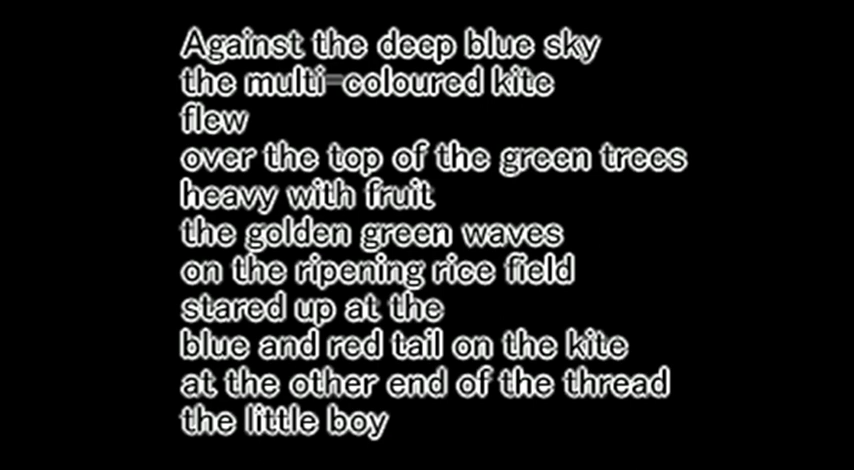 Against the deep blue sky
the multi-coloured kite
flew
over the top of the green trees
heavy with fruit
the golden green waves
on the ripening rice field
stared up at the
blue and red tail on the kite
at the other end of the thread
the little boy